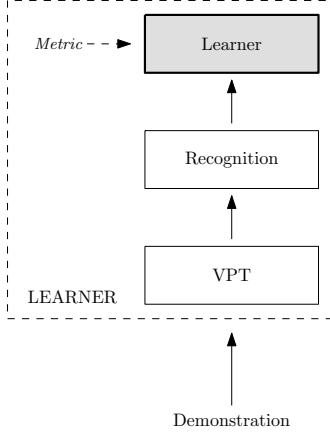 Learner
Metric
Recognition
VPT
LEARNER
Demonstration